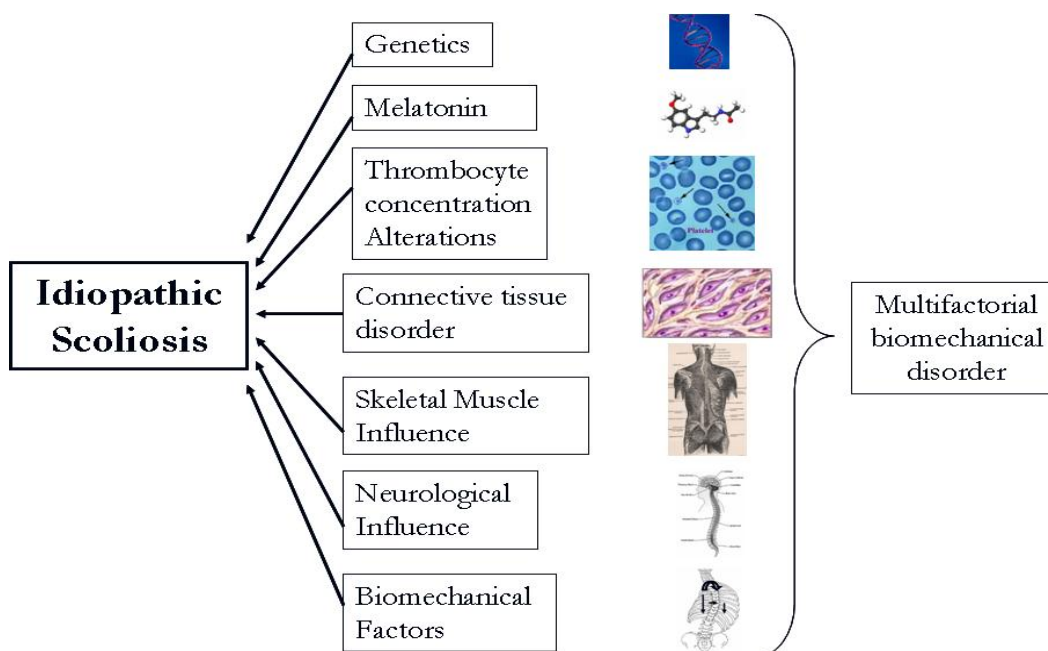 Genetics
Melatonin
Thrombocyte
concentration
Alterations
Platelet
Idiopathic
Scoliosis
Connective tissue
disorder
Multifactorial
biomechanical
disorder
Skeletal Muscle
Influence
Neurological
Influence
Biomechanical
Factors